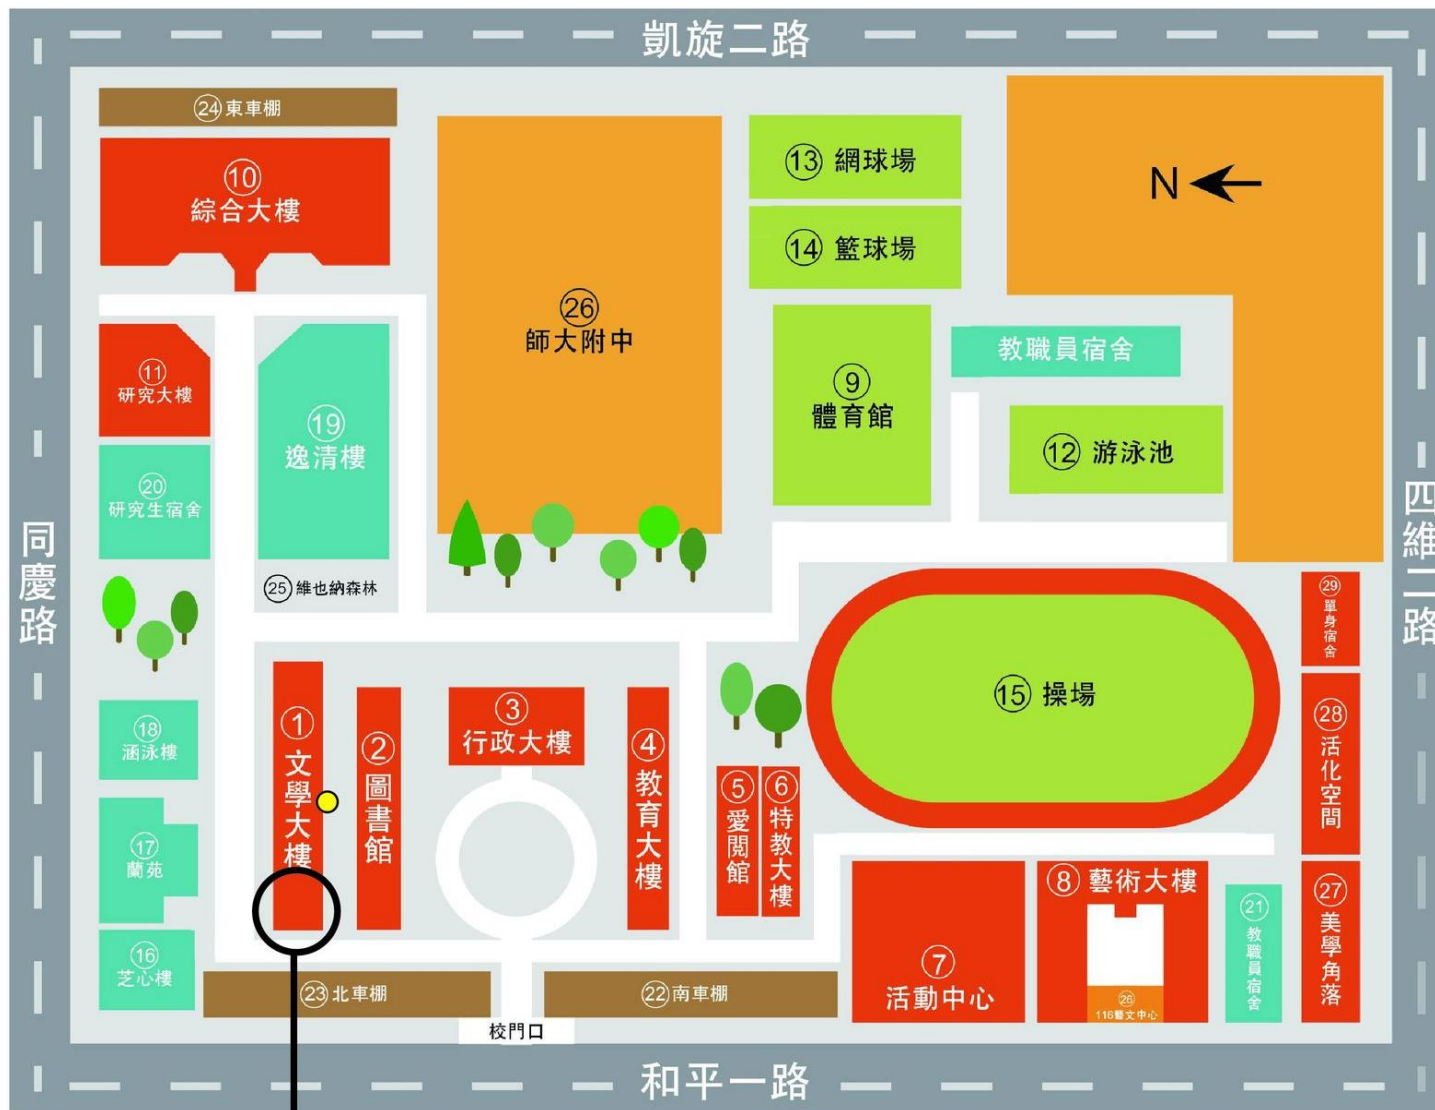 凱旋二路
24 東車棚
10
綜合大樓
13 網球場
14 籃球場
N
26
師大附中
11
研究大樓
19
逸清樓
9
體育館
教職員宿舍
12 游泳池
20
研究生宿舍
25 維也納森林
同慶路
四維二路
29 單身宿舍
15 操場
18
涵泳樓
1 文學大樓
2 圖書館
3
行政大樓
4 教育大樓
5 愛閱館
6 特教大樓
28 活化空間
17
蘭苑
16
芝心樓
7
活動中心
8 藝術大樓
26
116藝文中心
21 教職員宿舍
27 美學角落
23 北車棚
22 南車棚
校門口
和平一路